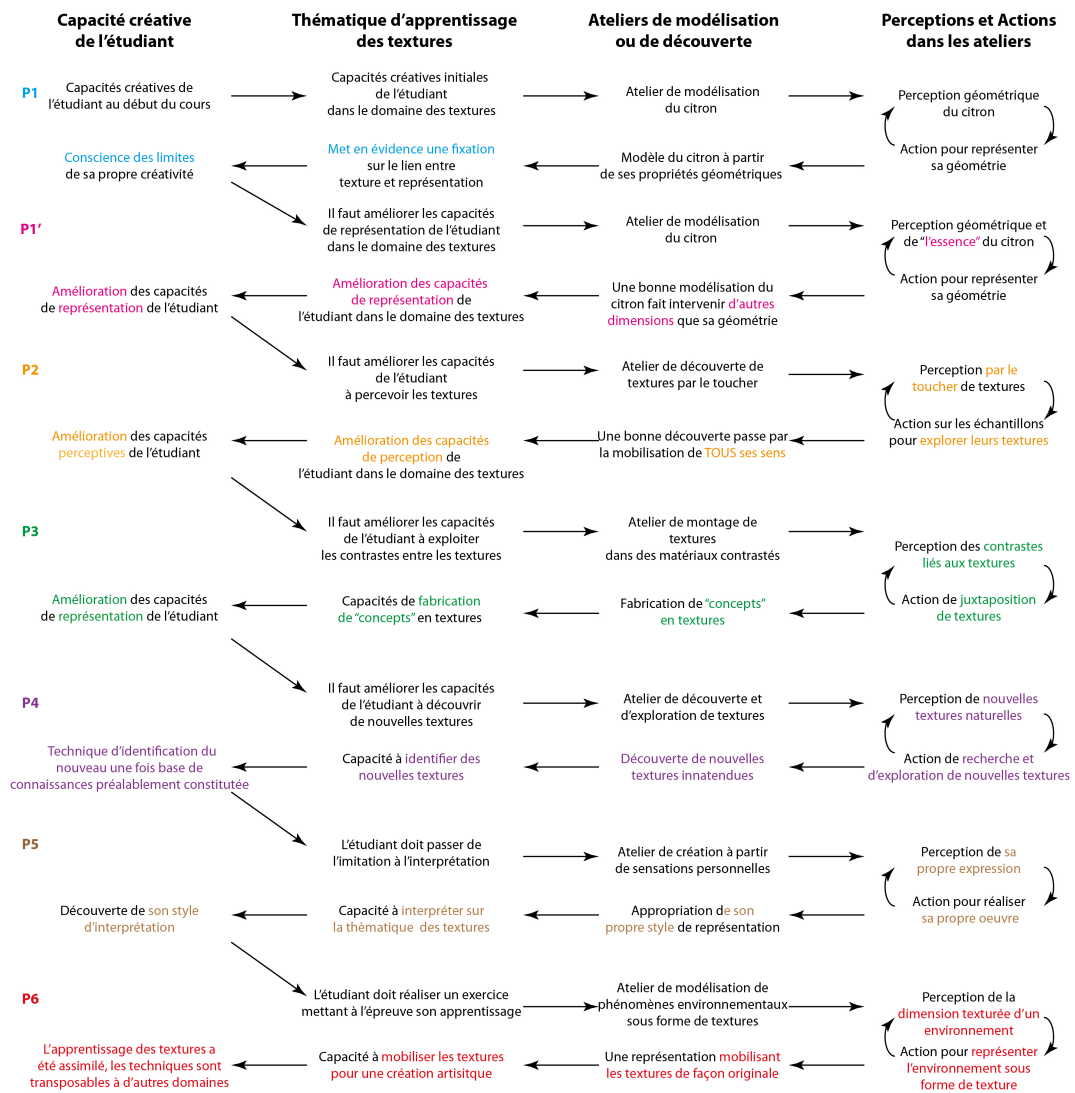 Capacité créative
de l’étudiant
Thématique d’apprentissage
des textures
Ateliers de modélisation
ou de découverte
Perceptions et Actions
dans les ateliers
P1
Capacités créatives de
l’étudiant au début du cours
Capacités créatives initiales
de l’étudiant
dans le domaine des textures
Atelier de modélisation
du citron
Perception géométrique
du citron
Action pour représenter
sa géométrie
Modèle du citron à partir
de ses propriétés géométriques
Met en évidence une fixation
sur le lien entre
texture et représentation
Conscience des limites
de sa propre créativité
P1’
Il faut améliorer les capacités
de représentation de l’étudiant
dans le domaine des textures
Atelier de modélisation
du citron
Perception géométrique et
de “l’essence” du citron
Action pour représenter
sa géométrie
Une bonne modélisation du
citron fait intervenir d’autres
dimensions que sa géométrie
Amélioration des capacités
de représentation de
l’étudiant dans le domaine des textures
Amélioration des capacités
de représentation de l’étudiant
P2
Il faut améliorer les capacités
de l’étudiant
à percevoir les textures
Atelier de découverte de
textures par le toucher
Perception par le
toucher de textures
Action sur les échantillons
pour explorer leurs textures
Une bonne découverte passe par
la mobilisation de TOUS ses sens
Amélioration des capacités
de perception de
l’étudiant dans le domaine des textures
Amélioration des capacités
perceptives de l’étudiant
P3
Il faut améliorer les capacités
de l’étudiant à exploiter
les contrastes entre les textures
Atelier de montage de
textures
dans des matériaux contrastés
Perception des contrastes
liés aux textures
Action de juxtaposition
de textures
Fabrication de “concepts”
en textures
Capacités de fabrication
de “concepts” en textures
Amélioration des capacités
de représentation de l’étudiant
P4
Il faut améliorer les capacités
de l’étudiant à découvrir
de nouvelles textures
Atelier de découverte et
d’exploration de textures
Perception de nouvelles
textures naturelles
Action de recherche et
d’exploration de nouvelles textures
Découverte de nouvelles
textures innatendues
Capacité à identifier des
nouvelles textures
Technique d’identification du
nouveau une fois base de
connaissances préalablement constitutée
P5
L’étudiant doit passer de
l’imitation à l’interprétation
Atelier de création à partir
de sensations personnelles
Perception de sa
propre expression
Action pour réaliser
sa propre oeuvre
Appropriation de son
propre style de représentation
Capacité à interpréter sur
la thèmatique des textures
Découverte de son style
d’interprétation
P6
L’étudiant doit réaliser un exercice
mettant à l’épreuve son apprentissage
Atelier de modélisation de
phénomènes environnementaux
sous forme de textures
Perception de la
dimension texturée d’un
environnement
Action pour représenter
l’environnement sous
forme de texture
Une représentation mobilisant
les textures de façon originale
Capacité à mobiliser les textures
pour une création artisitque
L’apprentissage des textures a
été assimilé, les techniques sont
transposables à d’autres domaines